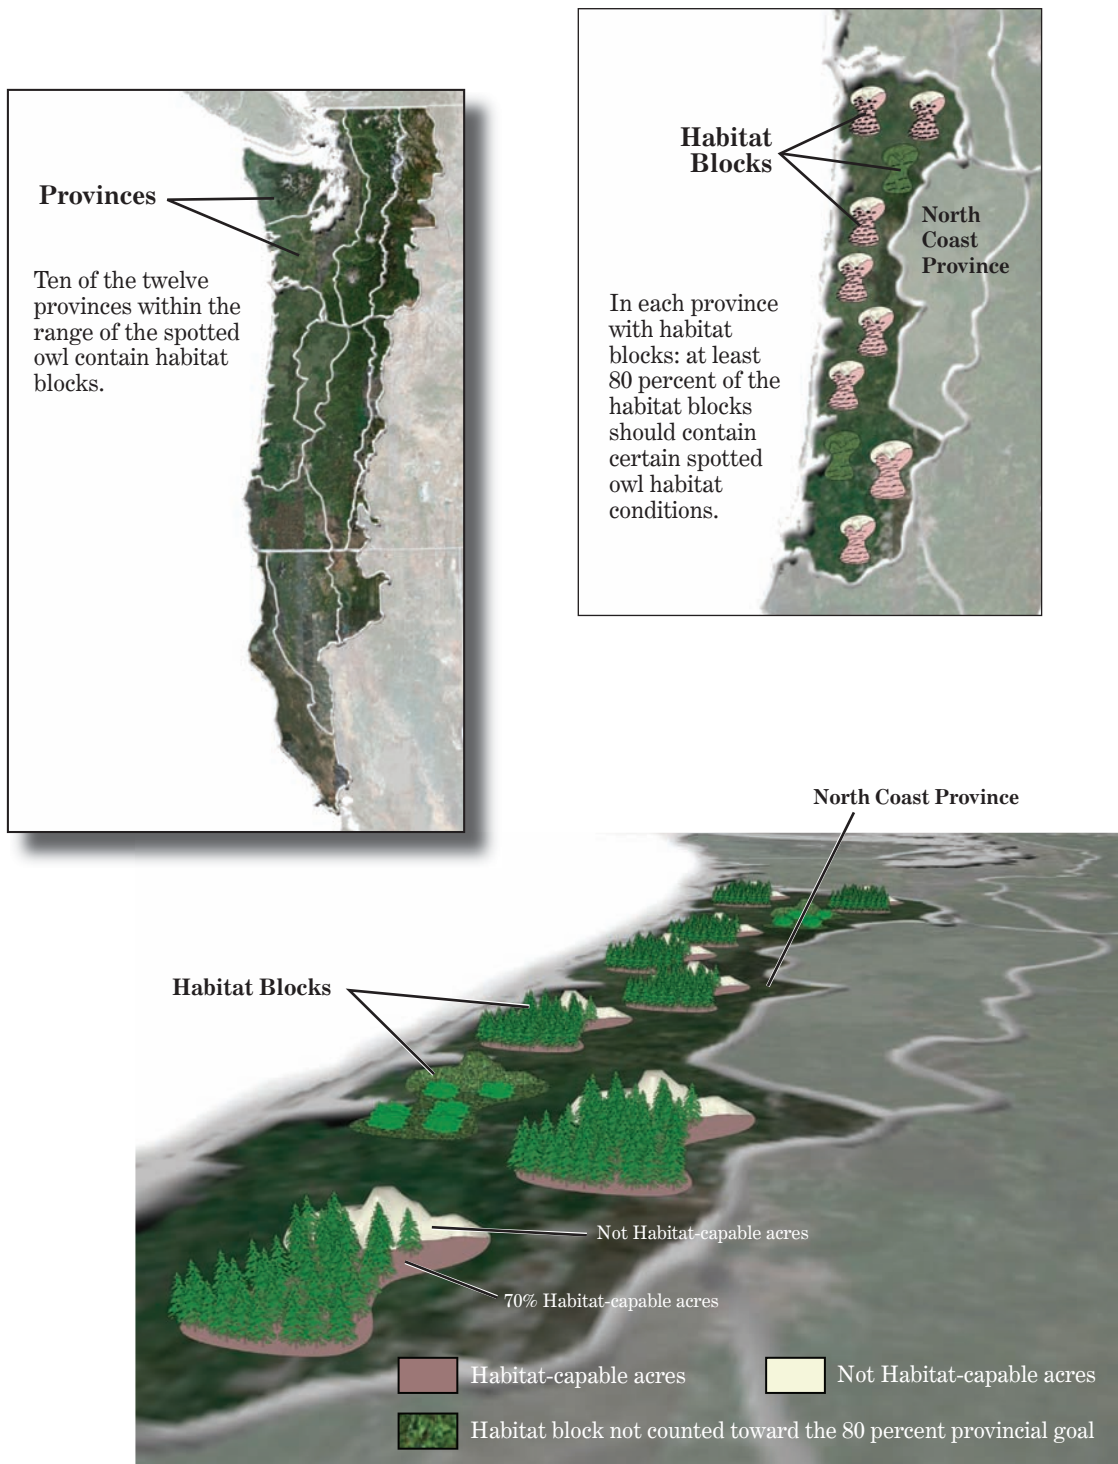 Provinces
Ten of the twelve
provinces within the
range of the spotted
owl contain habitat
blocks.
Habitat
Blocks
North
Coast
Province
In each province
with habitat
blocks: at least
80 percent of the
habitat blocks
should contain
certain spotted
owl habitat
conditions.
North Coast Province
Habitat Blocks
Not Habitat-capable acres
70% Habitat-capable acres
Habitat-capable acres
Not Habitat-capable acres
Habitat block not counted toward the 80 percent provincial goal